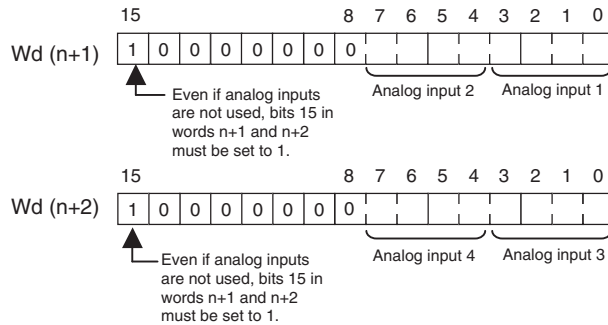 15 8 7 6 5 4 3 2 1 0
Wd (n+1) 1 0 0 0 0 0 0 0
Analog input 2 Analog input 1
Even if analog inputs
are not used, bits 15 in
words n+1 and n+2
must be set to 1.
15 8 7 6 5 4 3 2 1 0
Wd (n+2) 1 0 0 0 0 0 0 0
Analog input 4 Analog input 3
Even if analog inputs
are not used, bits 15 in
words n+1 and n+2
must be set to 1.